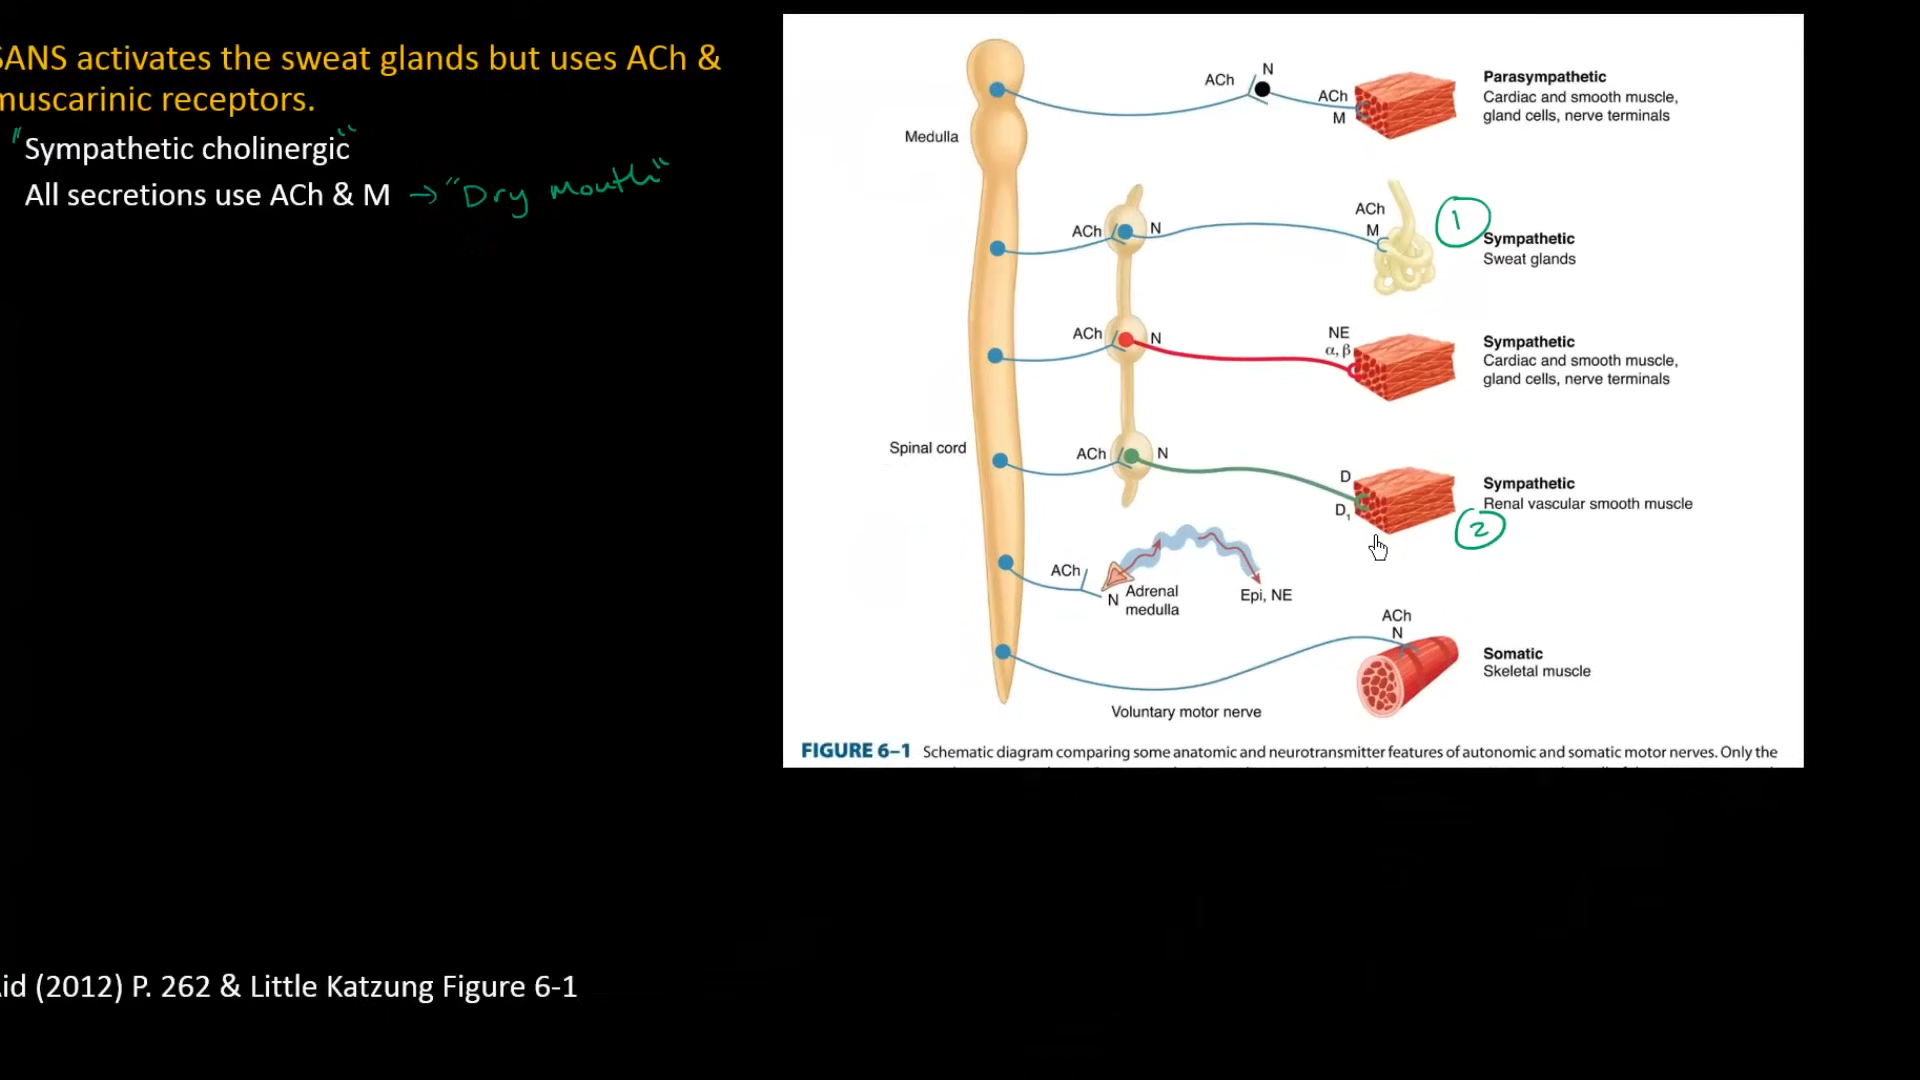 SANS activates the sweat glands but uses ACh &
muscarinic receptors.
"Sympathetic cholinergic"
All secretions use ACh & M → "Dry Mouth"
Aid (2012) P. 262 & Little Katzung Figure 6-1
Medulla
ACh
N
ACh
M
Parasympathetic
Cardiac and smooth muscle,
gland cells, nerve terminals
ACh
N
ACh
M
1
Sympathetic
Sweat glands
ACh
N
NE
α, β
Sympathetic
Cardiac and smooth muscle,
gland cells, nerve terminals
Spinal cord
ACh
N
D
D1
Sympathetic
Renal vascular smooth muscle
2
ACh
N
Adrenal
medulla
Epi, NE
ACh
N
Somatic
Skeletal muscle
Voluntary motor nerve
FIGURE 6–1 Schematic diagram comparing some anatomic and neurotransmitter features of autonomic and somatic motor nerves. Only the